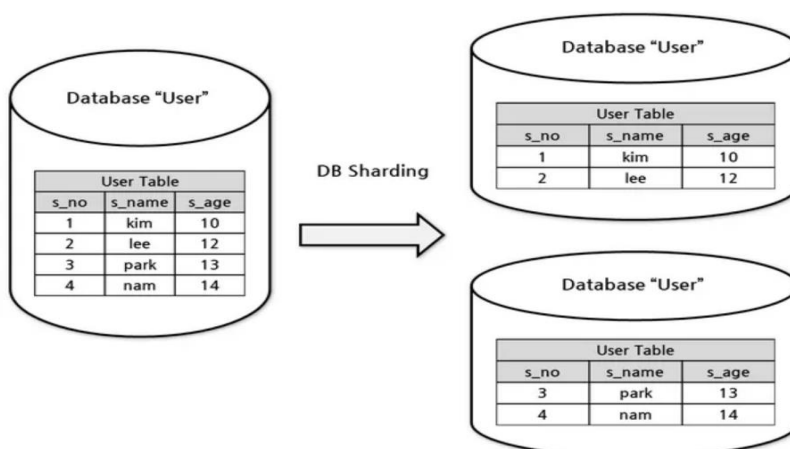 Database “User”
User Table
s_no s_name s_age
1 kim 10
2 lee 12
3 park 13
4 nam 14
DB Sharding
Database “User”
User Table
s_no s_name s_age
1 kim 10
2 lee 12
Database “User”
User Table
s_no s_name s_age
3 park 13
4 nam 14